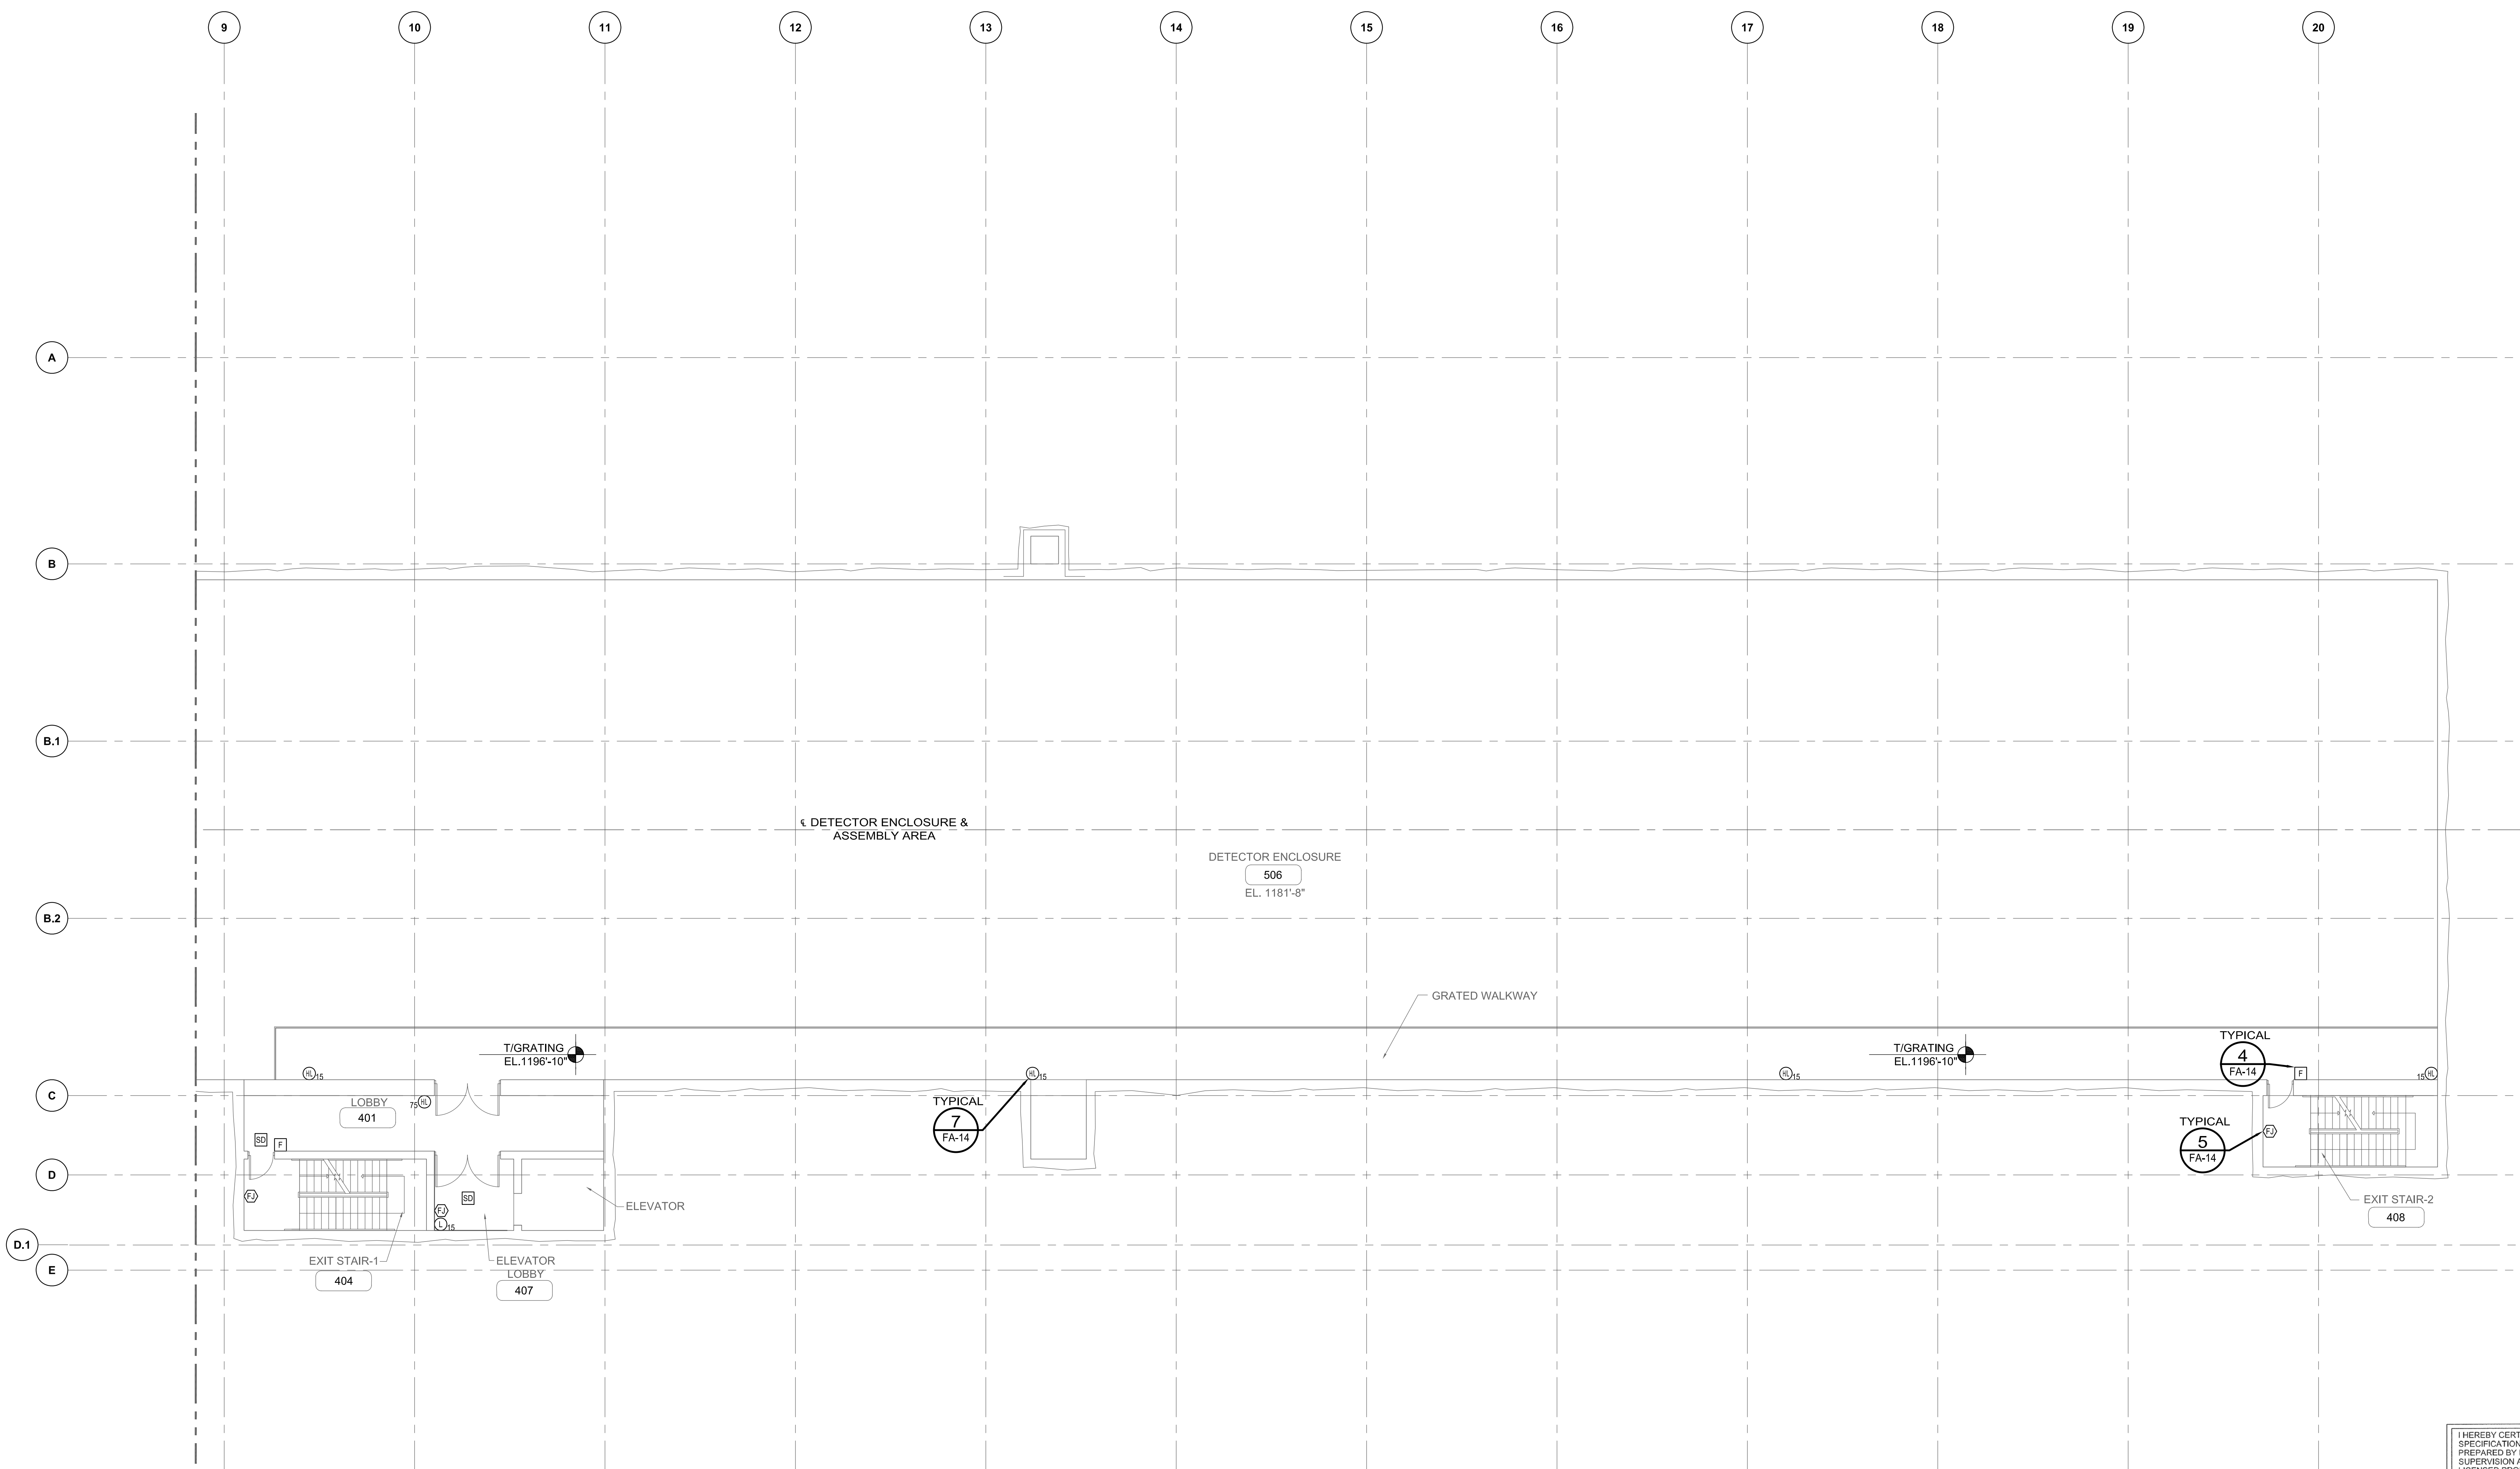 9
10
11
12
13
14
15
16
17
18
19
20
A
B
B.1
℄ DETECTOR ENCLOSURE &
ASSEMBLY AREA
DETECTOR ENCLOSURE
506
EL. 1181'-8"
B.2
GRATED WALKWAY
T/GRATING
EL.1196'-10"
T/GRATING
EL.1196'-10"
TYPICAL
4
FA-14
F
HL 15
HL 15
HL 15
15 HL
C
LOBBY
401
75 HL
TYPICAL
7
FA-14
TYPICAL
5
FA-14
FJ
SD
F
D
FJ
SD
FJ
L 15
ELEVATOR
EXIT STAIR-2
408
D.1
E
EXIT STAIR-1
404
ELEVATOR
LOBBY
407
I HEREBY CERT
SPECIFICATION
PREPARED BY
SUPERVISION A